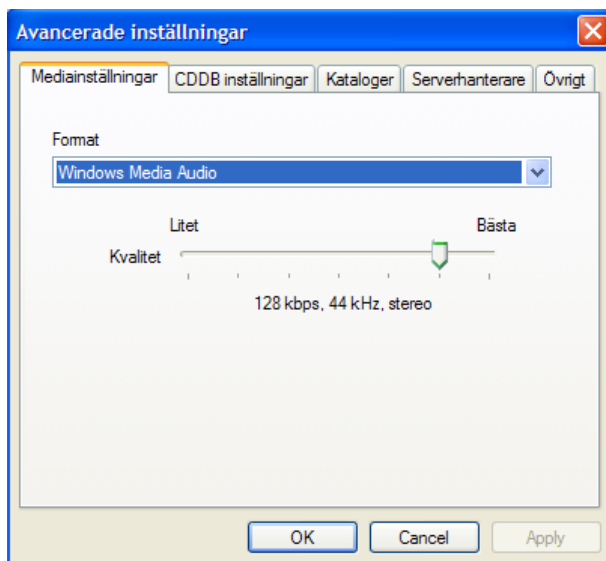 Avancerade inställningar
Mediainställningar CDDB inställningar Kataloger Serverhanterare Övrigt
Format
Windows Media Audio
Litet Bästa
Kvalitet
128 kbps, 44 kHz, stereo
OK Cancel Apply